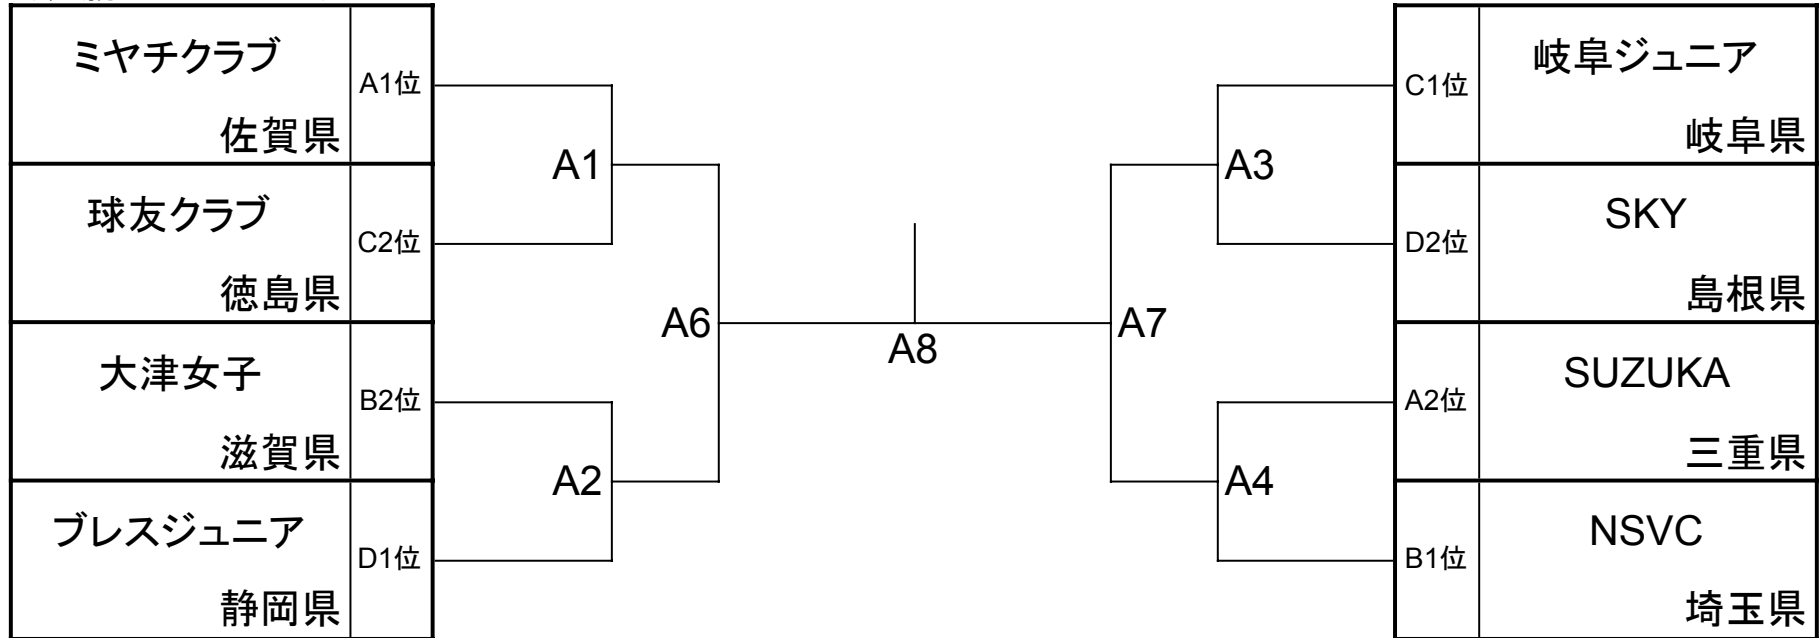 ミヤチクラブ
A1位
佐賀県
球友クラブ
C2位
徳島県
大津女子
B2位
滋賀県
ブレスジュニア
D1位
静岡県
A1
A2
A6
A8
A7
A3
A4
岐阜ジュニア
C1位
岐阜県
SKY
D2位
島根県
SUZUKA
A2位
三重県
NSVC
B1位
埼玉県